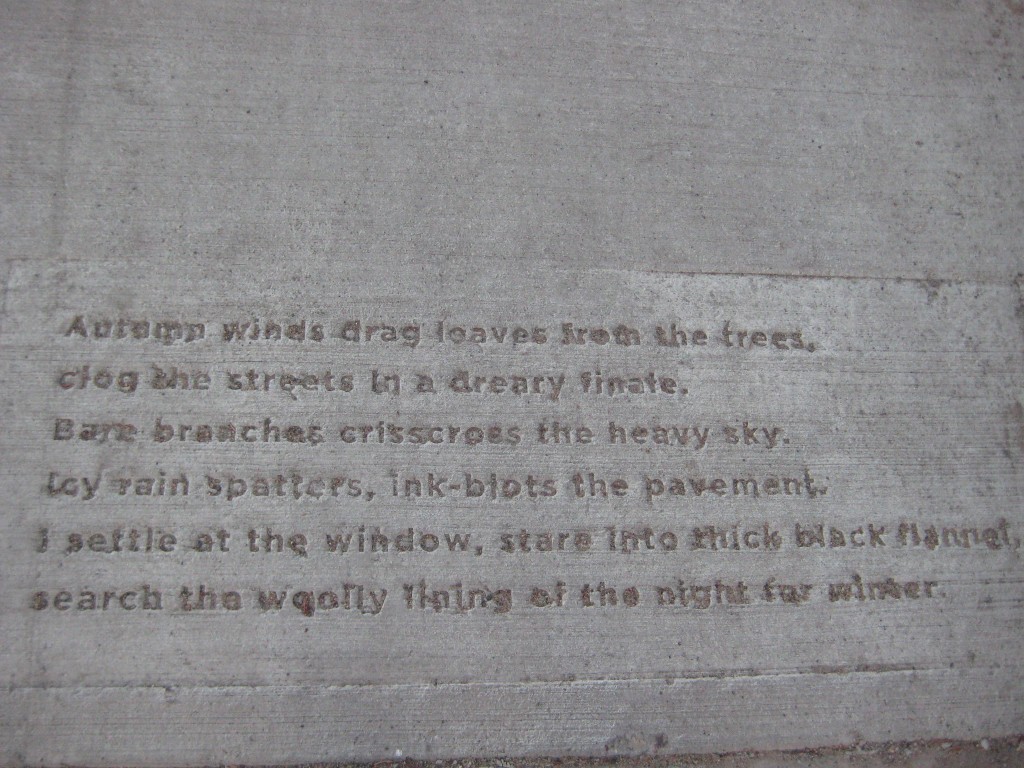 Autumn winds drag leaves from the trees,
clog the streets in a dreary finale.
Bare branches crisscross the heavy sky.
Icy rain spatters, ink-blots the pavement.
I settle at the window, stare into thick black flannel,
search the woolly lining of the night for winter.